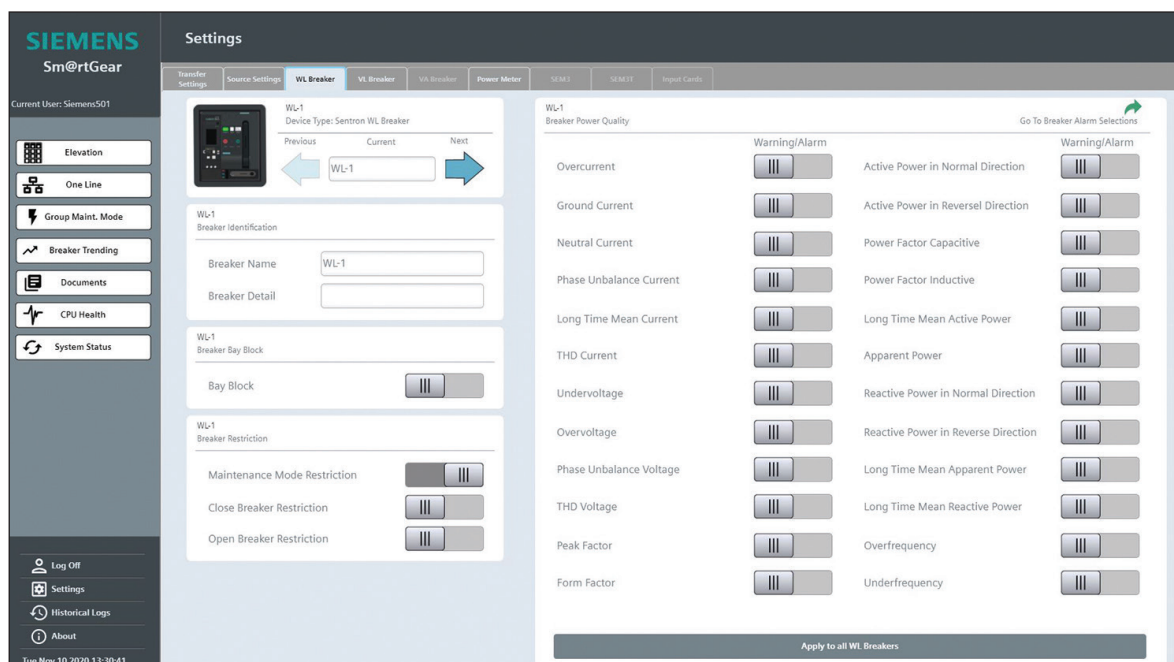 SIEMENS
Sm@rtGear
Current User: Siemens501
Elevation
One Line
Group Maint. Mode
Breaker Trending
Documents
CPU Health
System Status
Log Off
Settings
Historical Logs
About
Tue Nov 10 2020 13:30:41
Settings
Transfer
Settings
Source Settings
WL Breaker
VL Breaker
VA Breaker
Power Meter
SEM3
SEM3T
Input Cards
WL-1
Device Type: Sentron WL Breaker
Previous
Current
Next
WL-1
WL-1
Breaker Identification
Breaker Name
WL-1
Breaker Detail
WL-1
Breaker Bay Block
Bay Block
WL-1
Breaker Restriction
Maintenance Mode Restriction
Close Breaker Restriction
Open Breaker Restriction
WL-1
Breaker Power Quality
Go To Breaker Alarm Selections
Warning/Alarm
Overcurrent
Ground Current
Neutral Current
Phase Unbalance Current
Long Time Mean Current
THD Current
Undervoltage
Overvoltage
Phase Unbalance Voltage
THD Voltage
Peak Factor
Form Factor
Warning/Alarm
Active Power in Normal Direction
Active Power in Reversel Direction
Power Factor Capacitive
Power Factor Inductive
Long Time Mean Active Power
Apparent Power
Reactive Power in Normal Direction
Reactive Power in Reverse Direction
Long Time Mean Apparent Power
Long Time Mean Reactive Power
Overfrequency
Underfrequency
Apply to all WL Breakers